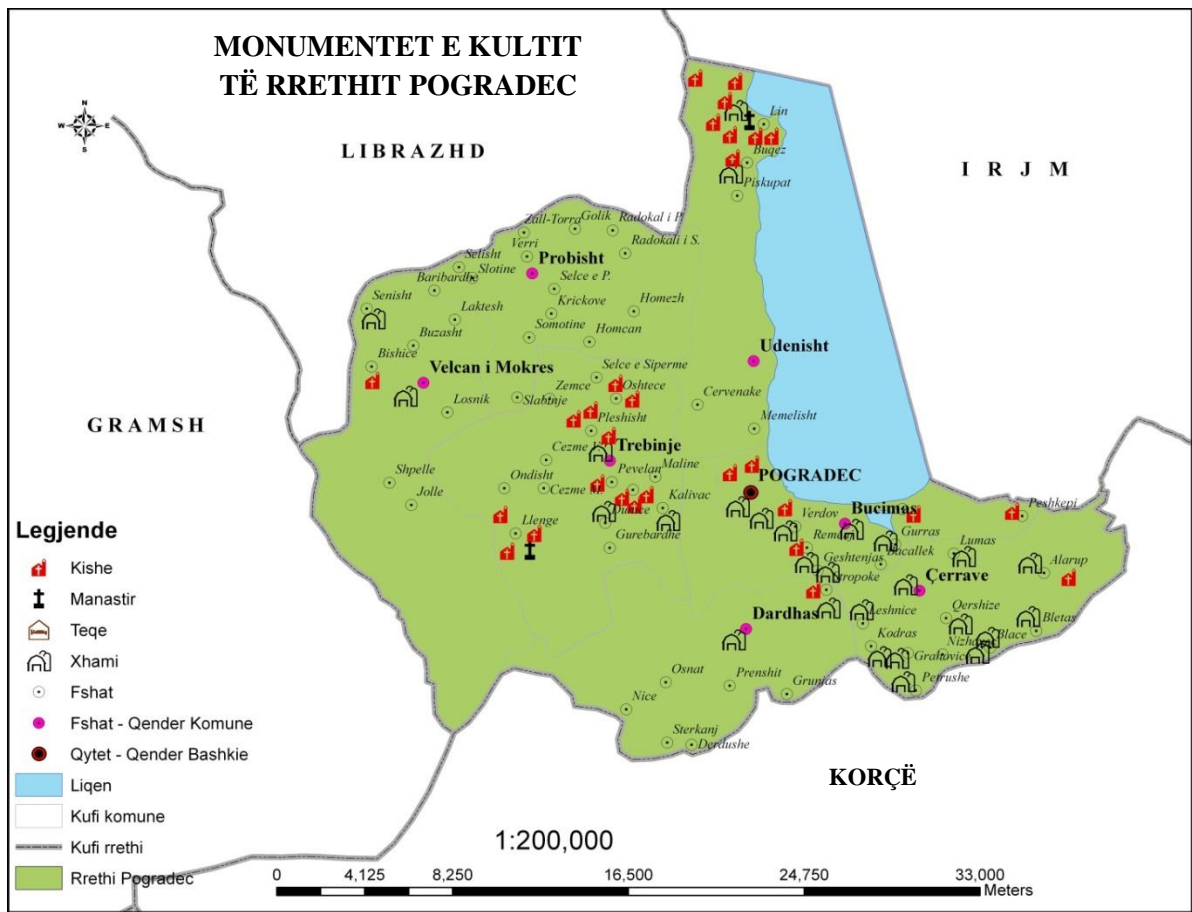 MONUMENTET E KULTIT
TË RRETHIT POGRADEC
N
W E
S
LIBRAZHD
I R J M
GRAMSH
KORÇË
Lin
Buqez
Piskupat
Zall-Torra
Golik
Radokal i P.
Verri
Radokali i S.
Selisht
Slotine
Probisht
Baribardhe
Selce e P.
Senisht
Krickove
Homezh
Laktesh
Buzasht
Somotine
Homcan
Bishice
Velcan i Mokres
Udenisht
Selce e Siperme
Zemce
Oshtece
Losnik
Slabinje
Cervenake
Pleshisht
Memelisht
Cezme
Trebinje
Shpelle
Jolle
Ondisht
Cezme M.
Pevelan
Maline
POGRADEC
Kalivac
Llenge
Gurebardhe
Verdov
Bucimas
Peshkepi
Gurras
Lumas
Geshtenjas
Bacallek
Alarup
Çerrave
Leshnice
Qershize
Bletas
Dardhas
Blace
Kodras
Grabovice
Osnat
Prenshit
Grunjas
Petrushe
Nice
Sterkanj
Derdushe
Legjende
Kishe
Manastir
Teqe
Xhami
Fshat
Fshat - Qender Komune
Qytet - Qender Bashkie
Liqen
Kufi komune
Kufi rrethi
Rrethi Pogradec
1:200,000
0 4,125 8,250 16,500 24,750 33,000
Meters